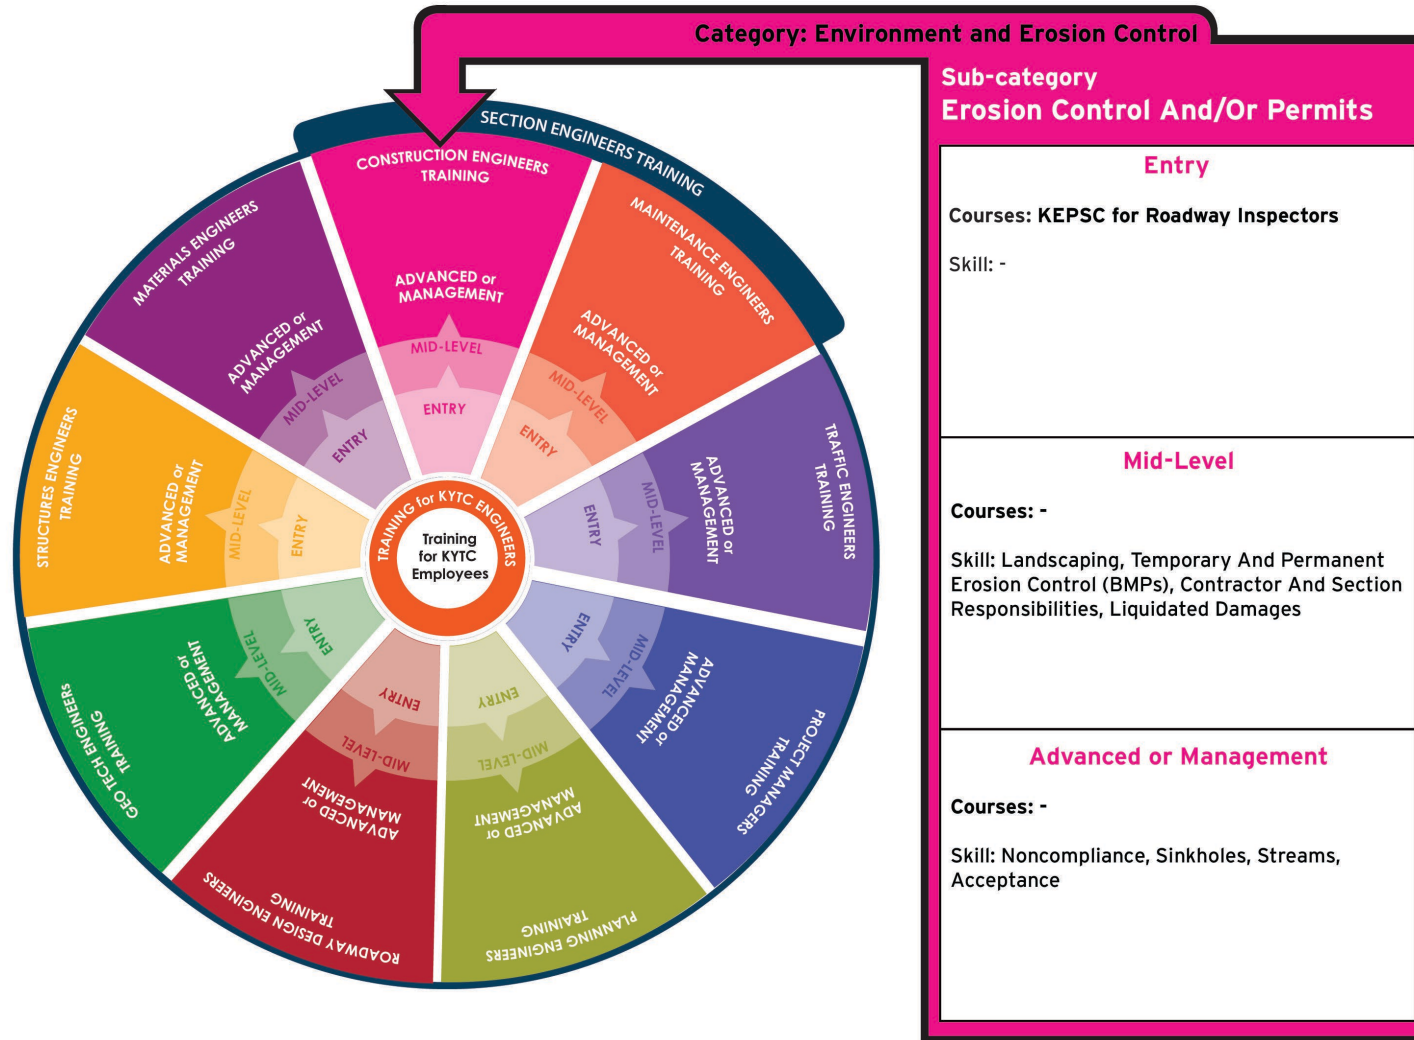 Category: Environment and Erosion Control
Sub-category
Erosion Control And/Or Permits
Entry
Courses: KEPSC for Roadway Inspectors
Skill: -
Mid-Level
Courses: -
Skill: Landscaping, Temporary And Permanent
Erosion Control (BMPs), Contractor And Section
Responsibilities, Liquidated Damages
Advanced or Management
Courses: -
Skill: Noncompliance, Sinkholes, Streams,
Acceptance
SECTION ENGINEERS TRAINING
CONSTRUCTION ENGINEERS
TRAINING
ADVANCED or
MANAGEMENT
MID-LEVEL
ENTRY
MAINTENANCE ENGINEERS
TRAINING
ADVANCED or
MANAGEMENT
MID-LEVEL
ENTRY
TRAFFIC ENGINEERS
TRAINING
ADVANCED or
MANAGEMENT
MID-LEVEL
ENTRY
PROJECT MANAGERS
TRAINING
ADVANCED or
MANAGEMENT
MID-LEVEL
ENTRY
PLANNING ENGINEERS
TRAINING
ADVANCED or
MANAGEMENT
MID-LEVEL
ENTRY
ROADWAY DESIGN ENGINEERS
TRAINING
ADVANCED or
MANAGEMENT
MID-LEVEL
ENTRY
GEO TECH ENGINEERS
TRAINING
ADVANCED or
MANAGEMENT
MID-LEVEL
ENTRY
STRUCTURES ENGINEERS
TRAINING
ADVANCED or
MANAGEMENT
MID-LEVEL
ENTRY
MATERIALS ENGINEERS
TRAINING
ADVANCED or
MANAGEMENT
MID-LEVEL
ENTRY
TRAINING for KYTC ENGINEERS
Training
for KYTC
Employees